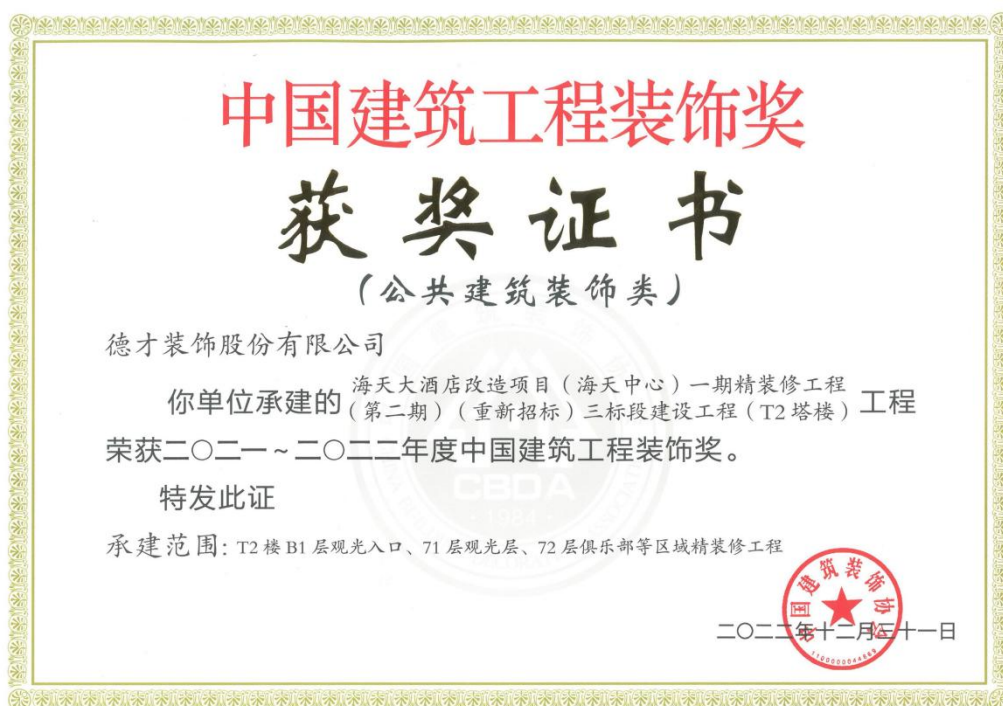 中国建筑工程装饰奖
获奖证书
(公共建筑装饰类)
德才装饰股份有限公司
你单位承建的海天大酒店改造项目(海天中心)一期精装修工程
(第二期)(重新招标)三标段建设工程(T2塔楼)工程
荣获二〇二一~二〇二二年度中国建筑工程装饰奖。
特发此证
承建范围:T2楼B1层观光入口、71层观光层、72层俱乐部等区域精装修工程
中国建筑装饰协会
二〇二二年十二月三十一日
CBDA
·1984·